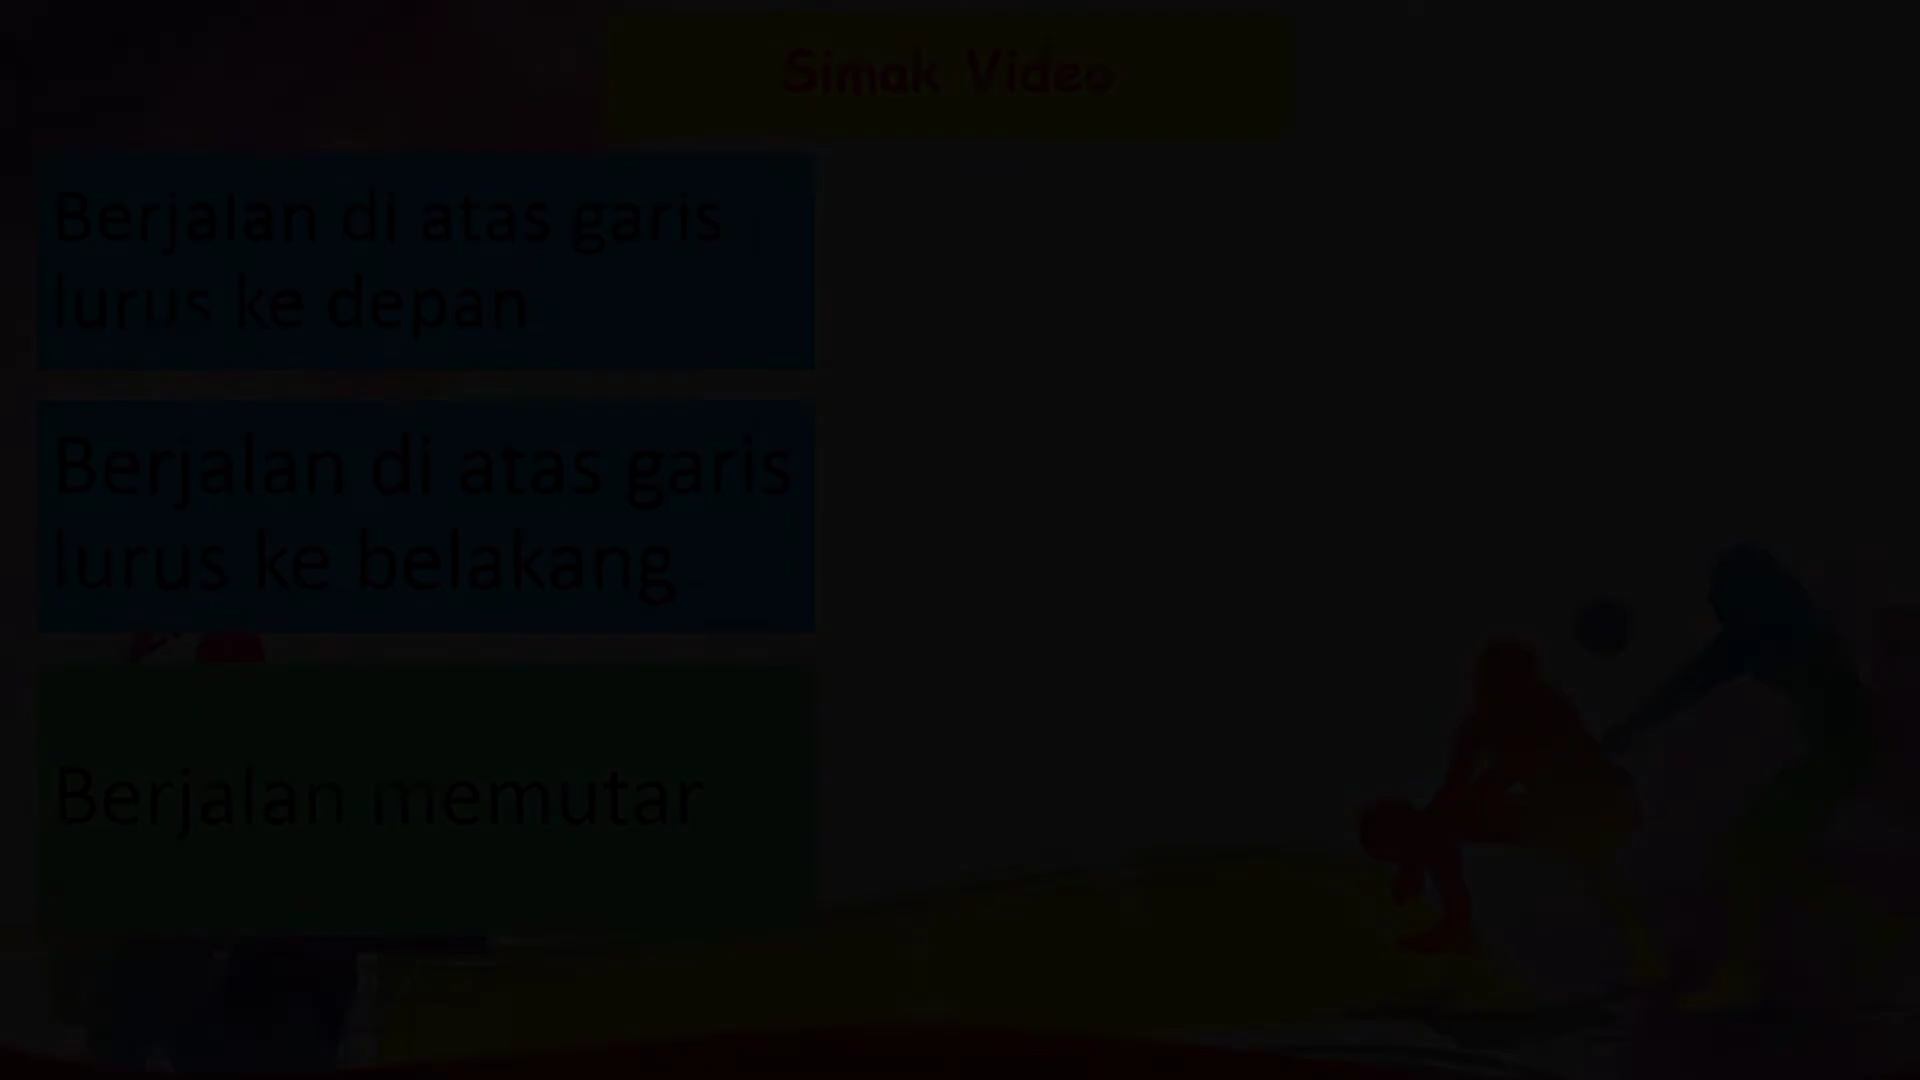 Simak Video
Berjalan di atas garis
lurus ke depan
Berjalan di atas garis
lurus ke belakang
Berjalan memutar